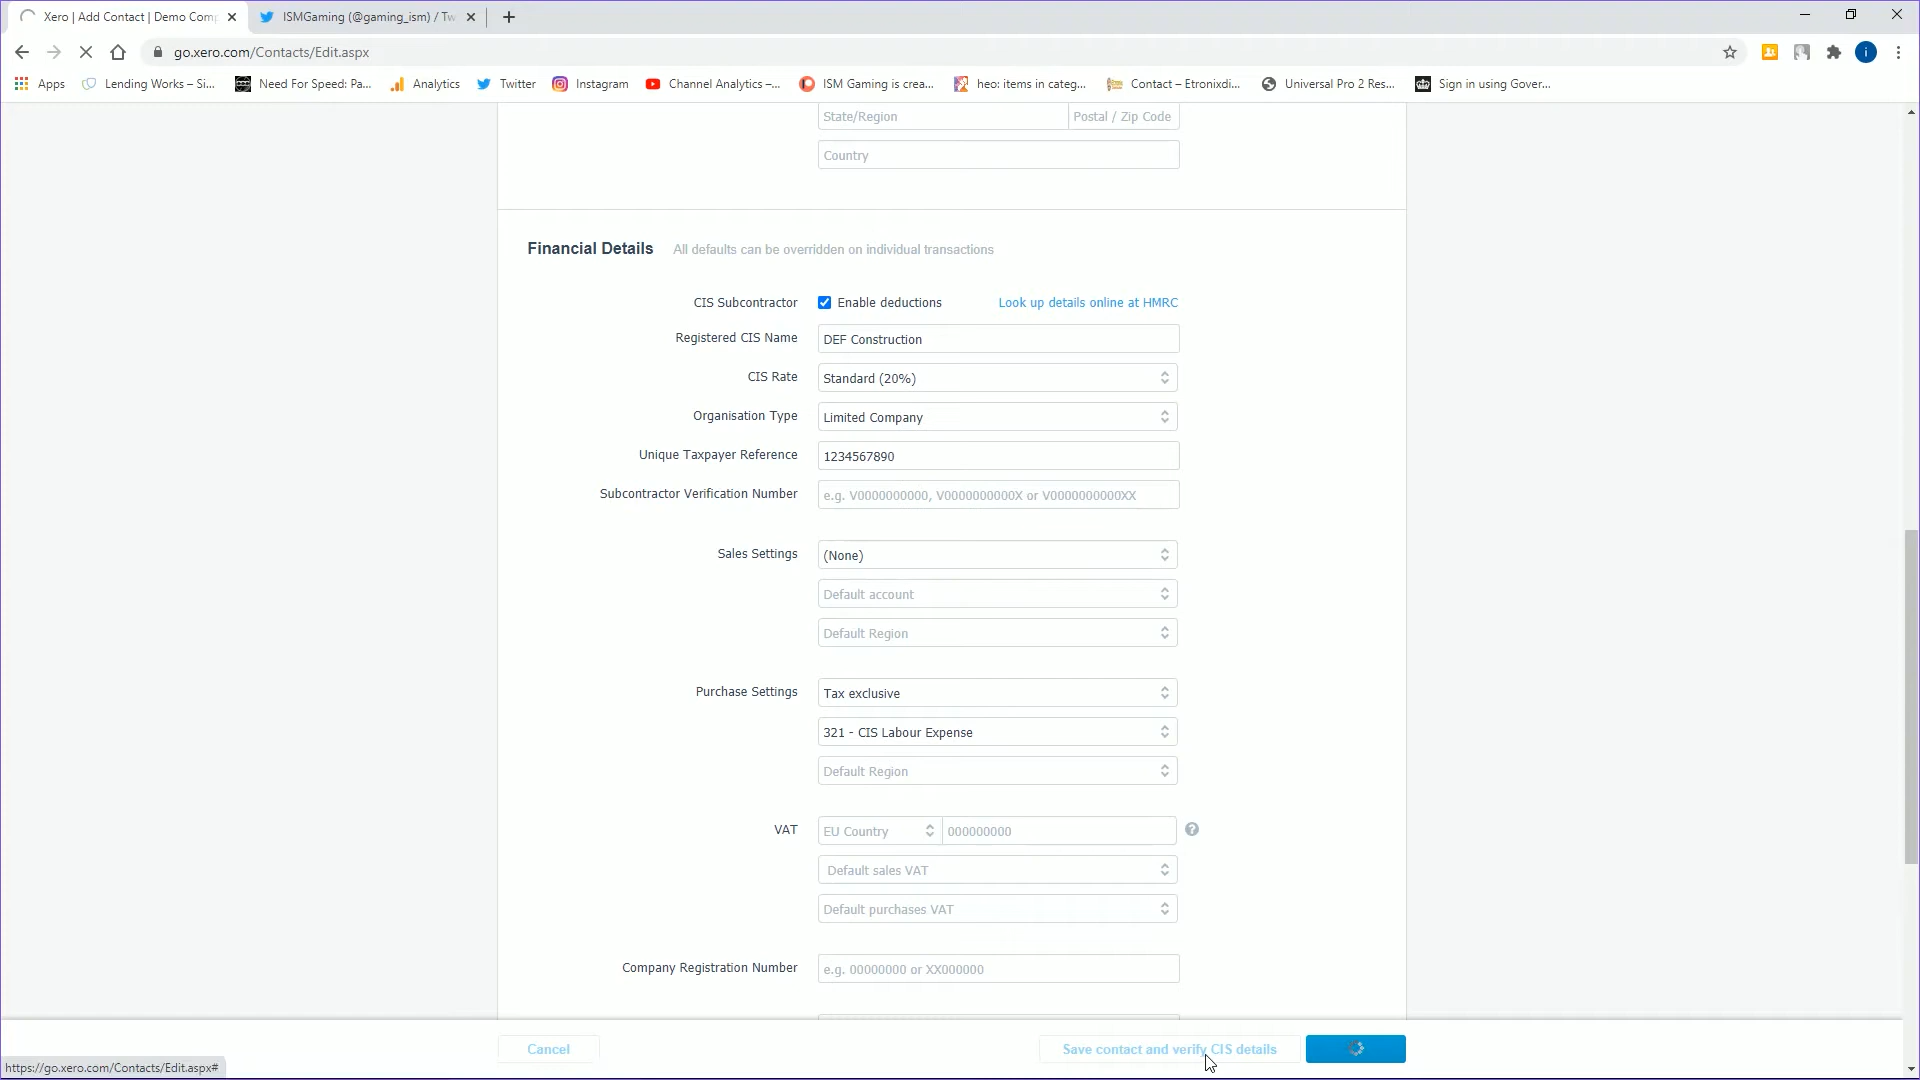 Xero | Add Contact | Demo Comp
ISMGaming (@gaming_ism) / Tw
go.xero.com/Contacts/Edit.aspx
i
Apps
Lending Works – Si...
Need For Speed: Pa...
Analytics
Twitter
Instagram
Channel Analytics –...
ISM Gaming is crea...
heo: items in categ...
Contact – Etronixdi...
Universal Pro 2 Res...
Sign in using Gover...
State/Region
Postal / Zip Code
Country
Financial Details
All defaults can be overridden on individual transactions
CIS Subcontractor
Enable deductions
Look up details online at HMRC
Registered CIS Name
DEF Construction
CIS Rate
Standard (20%)
Organisation Type
Limited Company
Unique Taxpayer Reference
1234567890
Subcontractor Verification Number
e.g. V0000000000, V0000000000X or V0000000000XX
Sales Settings
(None)
Default account
Default Region
Purchase Settings
Tax exclusive
321 - CIS Labour Expense
Default Region
VAT
EU Country
000000000
?
Default sales VAT
Default purchases VAT
Company Registration Number
e.g. 00000000 or XX000000
Cancel
Save contact and verify CIS details
https://go.xero.com/Contacts/Edit.aspx#